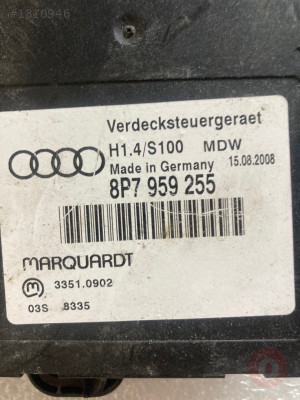 #1310946
Verdecksteuergeraet
H1.4/S100 MDW
Made in Germany 15.08.2008
8P7 959 255
MARQUARDT
m 3351.0902
03S 8335